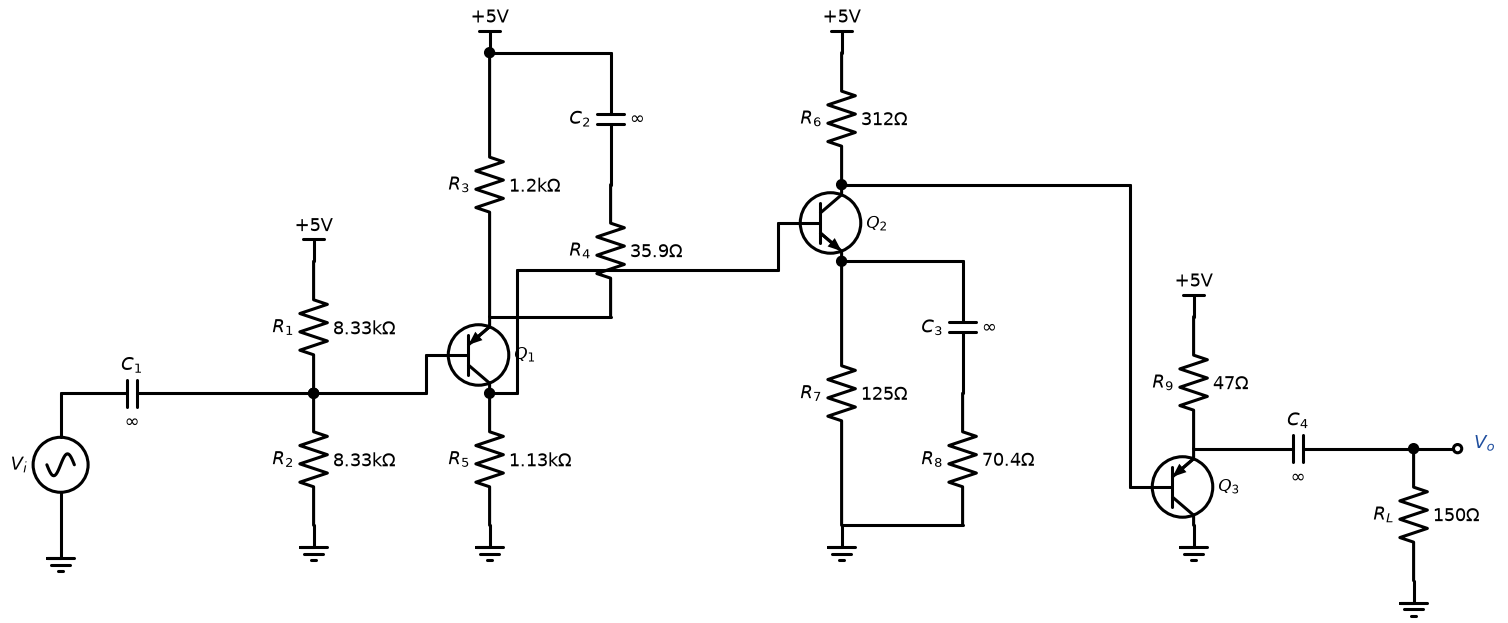 +5V
+5V
C₂ ∞
R₆ 312Ω
R₃ 1.2kΩ
+5V
Q₂
R₄ 35.9Ω
+5V
R₁ 8.33kΩ
C₃ ∞
Q₁
C₁
∞
R₇ 125Ω
R₉ 47Ω
C₄
∞
Vₒ
Vᵢ
R₂ 8.33kΩ
R₅ 1.13kΩ
R₈ 70.4Ω
Q₃
R_L 150Ω